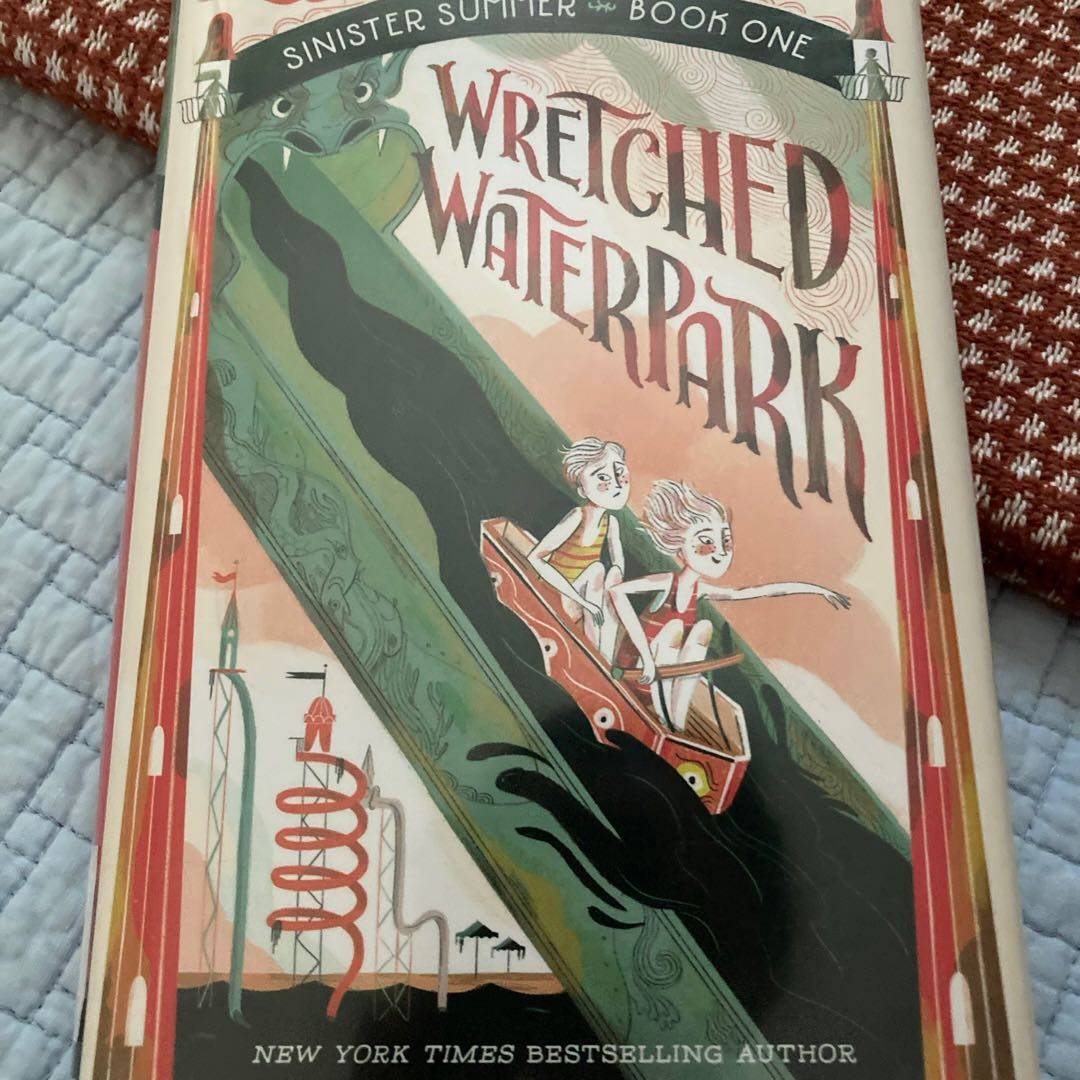 SINISTER SUMMER BOOK ONE
WRETCHED
WATERPARK
NEW YORK TIMES BESTSELLING AUTHOR